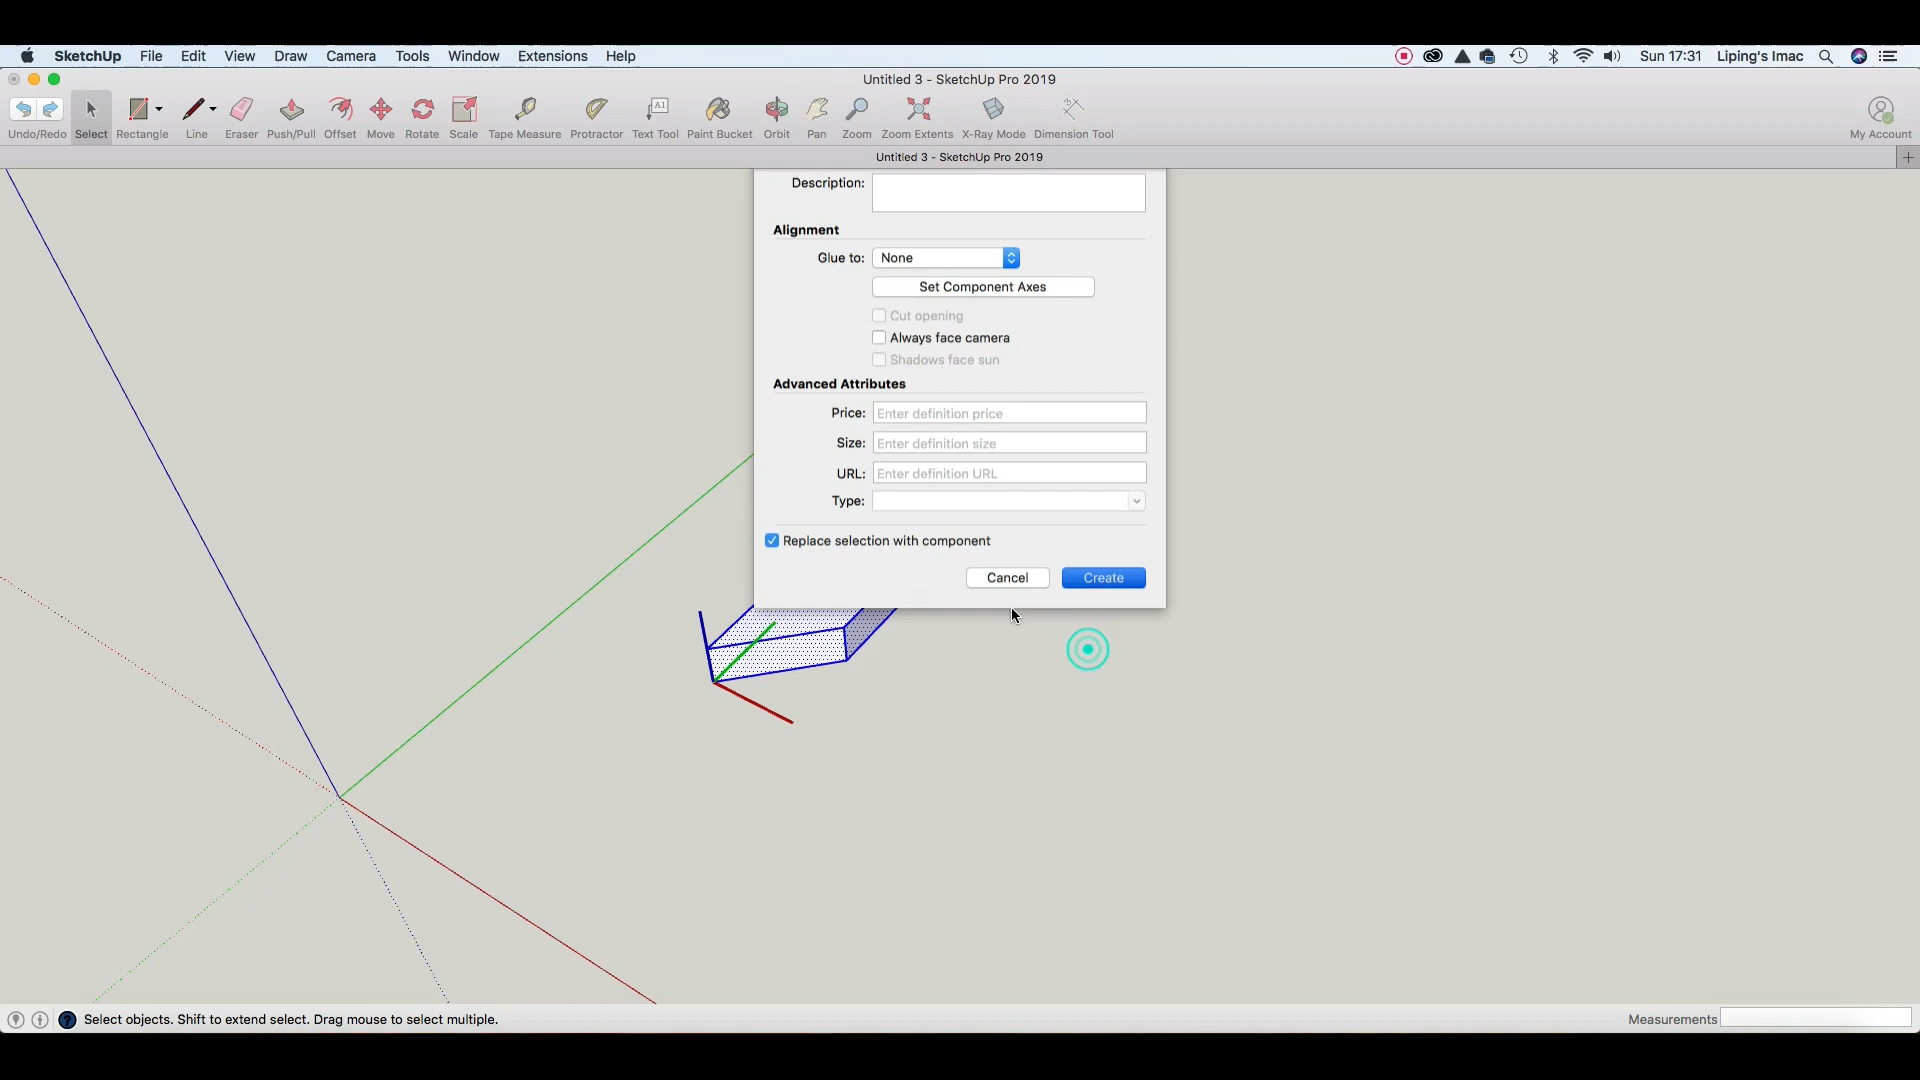 SketchUp File Edit View Draw Camera Tools Window Extensions Help Sun 17:31 Liping's Imac
Untitled 3 - SketchUp Pro 2019
Undo/Redo Select Rectangle Line Eraser Push/Pull Offset Move Rotate Scale Tape Measure Protractor Text Tool Paint Bucket Orbit Pan Zoom Zoom Extents X-Ray Mode Dimension Tool My Account
Untitled 3 - SketchUp Pro 2019
Description:
Alignment
Glue to: None
Set Component Axes
Cut opening
Always face camera
Shadows face sun
Advanced Attributes
Price: Enter definition price
Size: Enter definition size
URL: Enter definition URL
Type:
Replace selection with component
Cancel Create
Select objects. Shift to extend select. Drag mouse to select multiple. Measurements